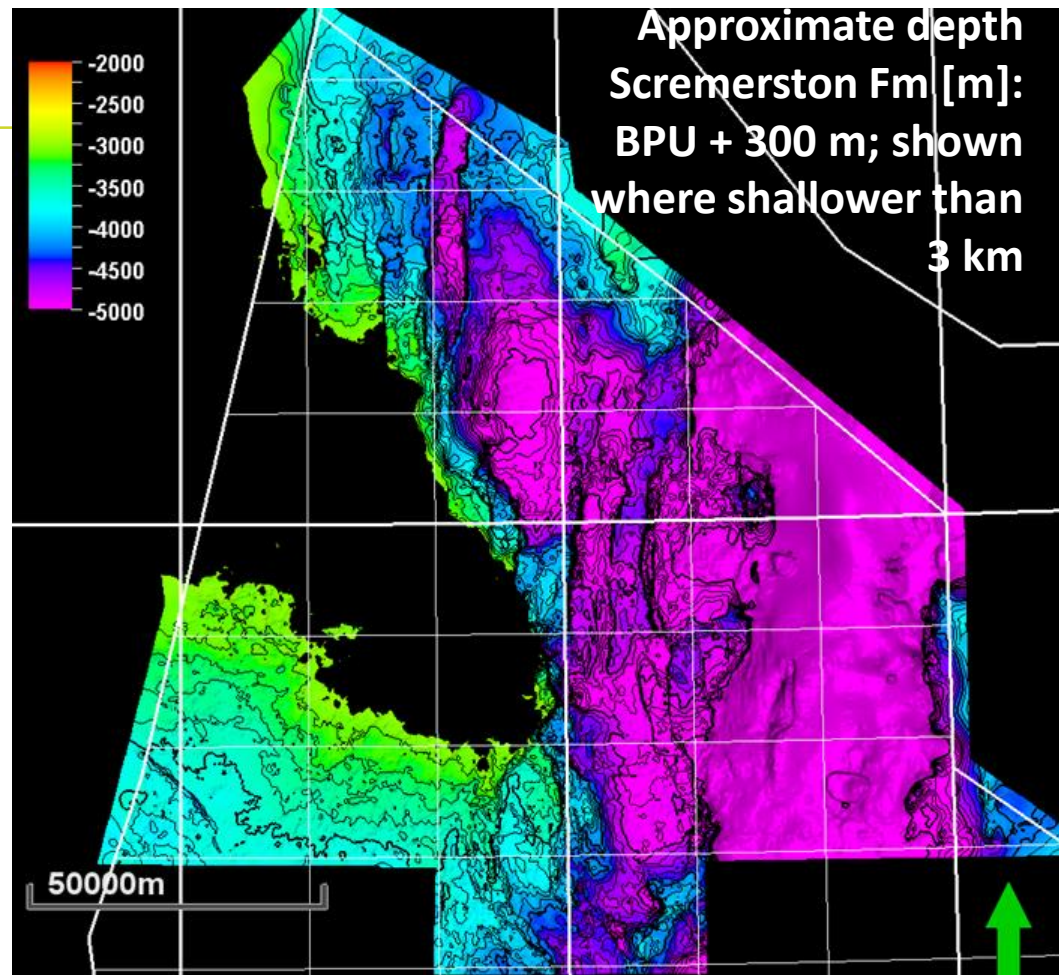 Approximate depth
Scremerston Fm [m]:
BPU + 300 m; shown
where shallower than
3 km
-2000
-2500
-3000
-3500
-4000
-4500
-5000
50000m